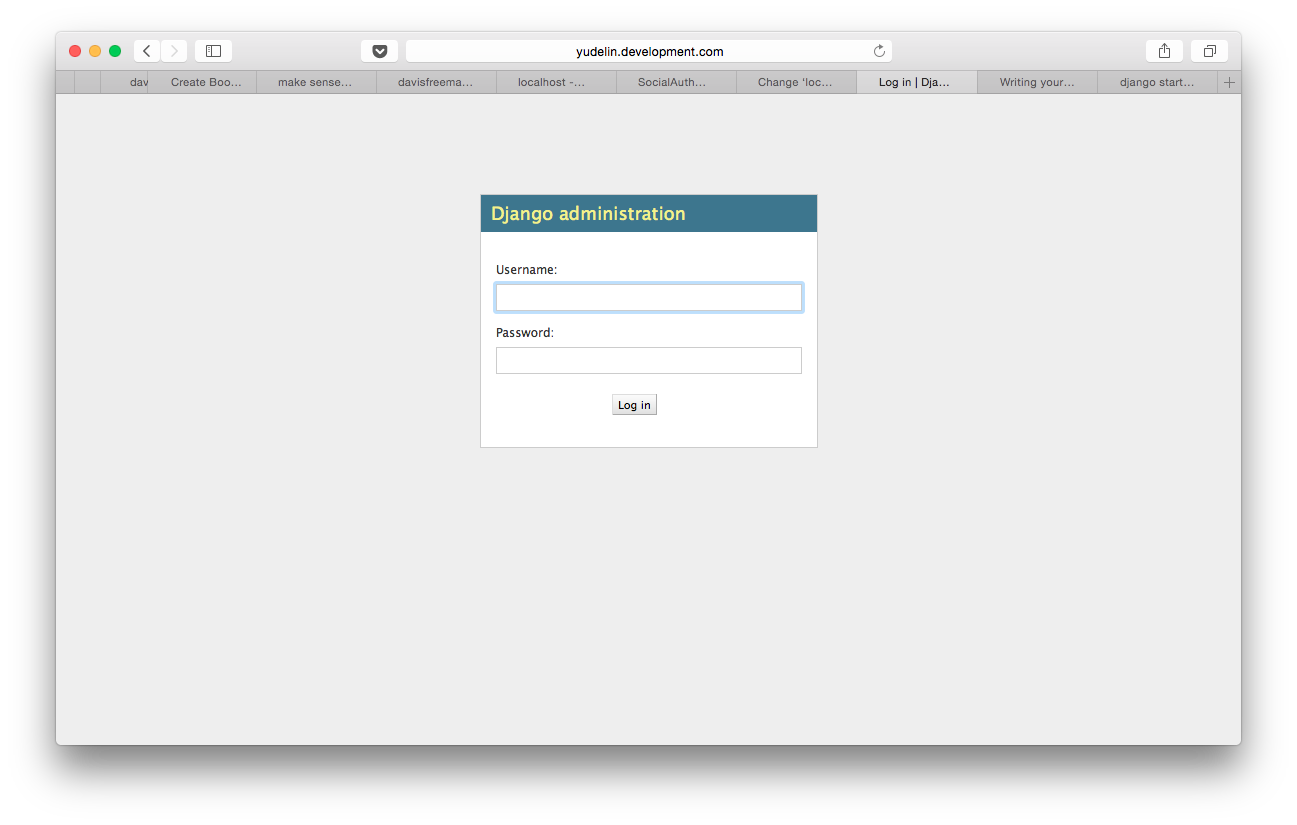 yudelin.development.com
dav
Create Boo...
make sense...
davisfreema...
localhost -...
SocialAuth...
Change 'loc...
Log in | Dja...
Writing your...
django start...
Django administration
Username:
Password:
Log in